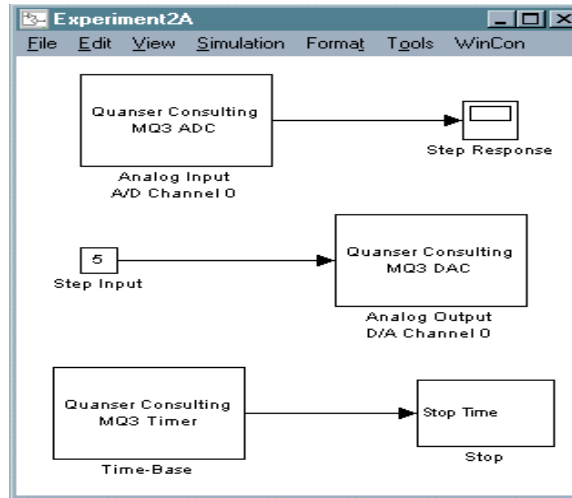 Experiment2A
File Edit View Simulation Format Tools WinCon
Quanser Consulting
MQ3 ADC
Analog Input
A/D Channel 0
Step Response
5
Step Input
Quanser Consulting
MQ3 DAC
Analog Output
D/A Channel 0
Quanser Consulting
MQ3 Timer
Time-Base
Stop Time
Stop